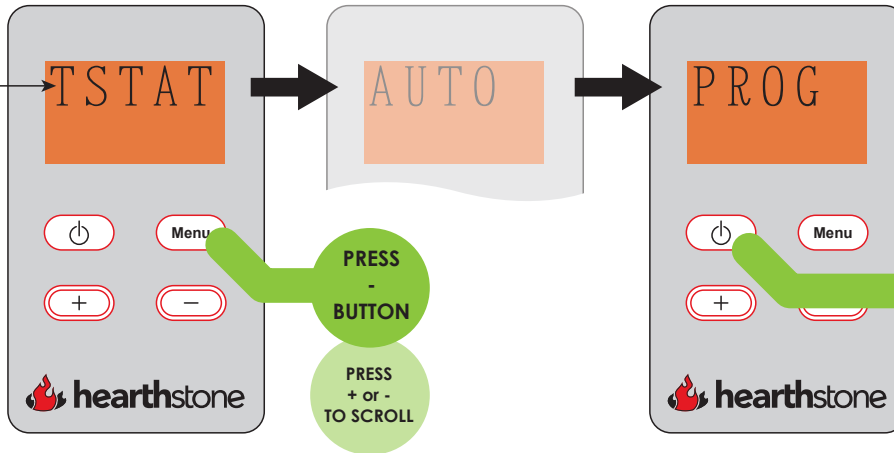 TSTAT
Menu
+
−
hearthstone
AUTO
PRESS
-
BUTTON
PRESS
+ or -
TO SCROLL
PROG
Menu
+
hearthstone